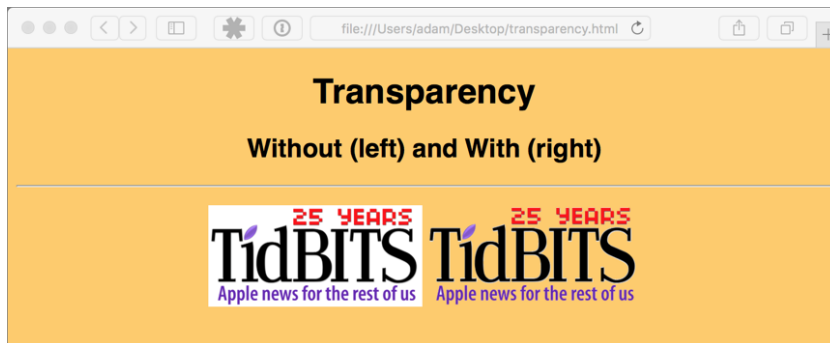 file:///Users/adam/Desktop/transparency.html
Transparency
Without (left) and With (right)
25 YEARS
TidBITS
Apple news for the rest of us
25 YEARS
TidBITS
Apple news for the rest of us